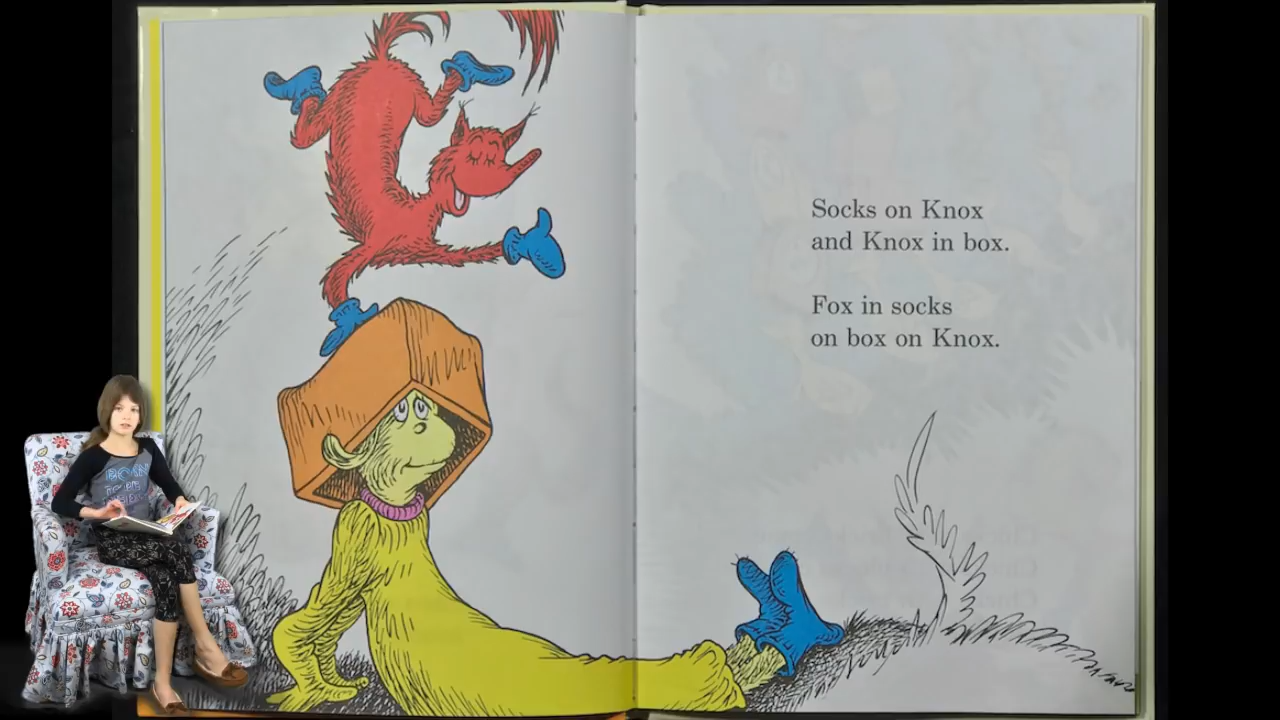 Socks on Knox
and Knox in box.
Fox in socks
on box on Knox.